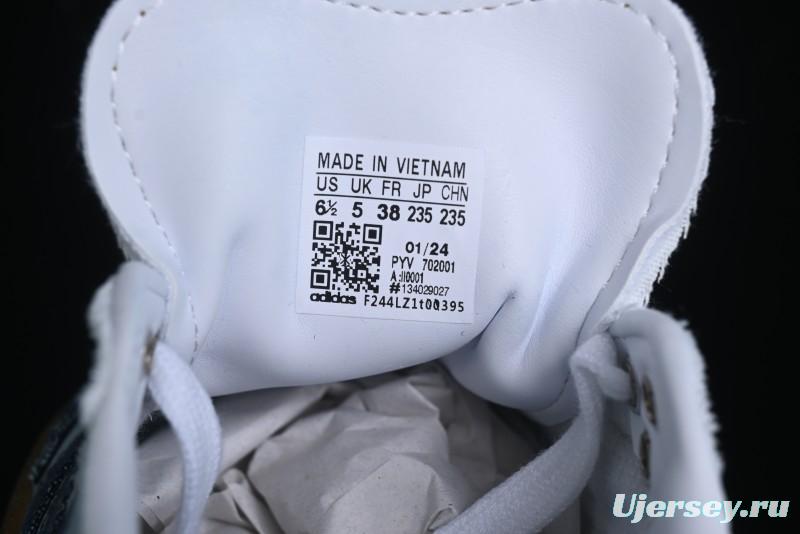 MADE IN VIETNAM
US UK FR JP CHN
6½ 5 38 235 235
01/24
PYV 702001
A:II0001
#134029027
adidas F244LZ1t00395
Ujersey.ru